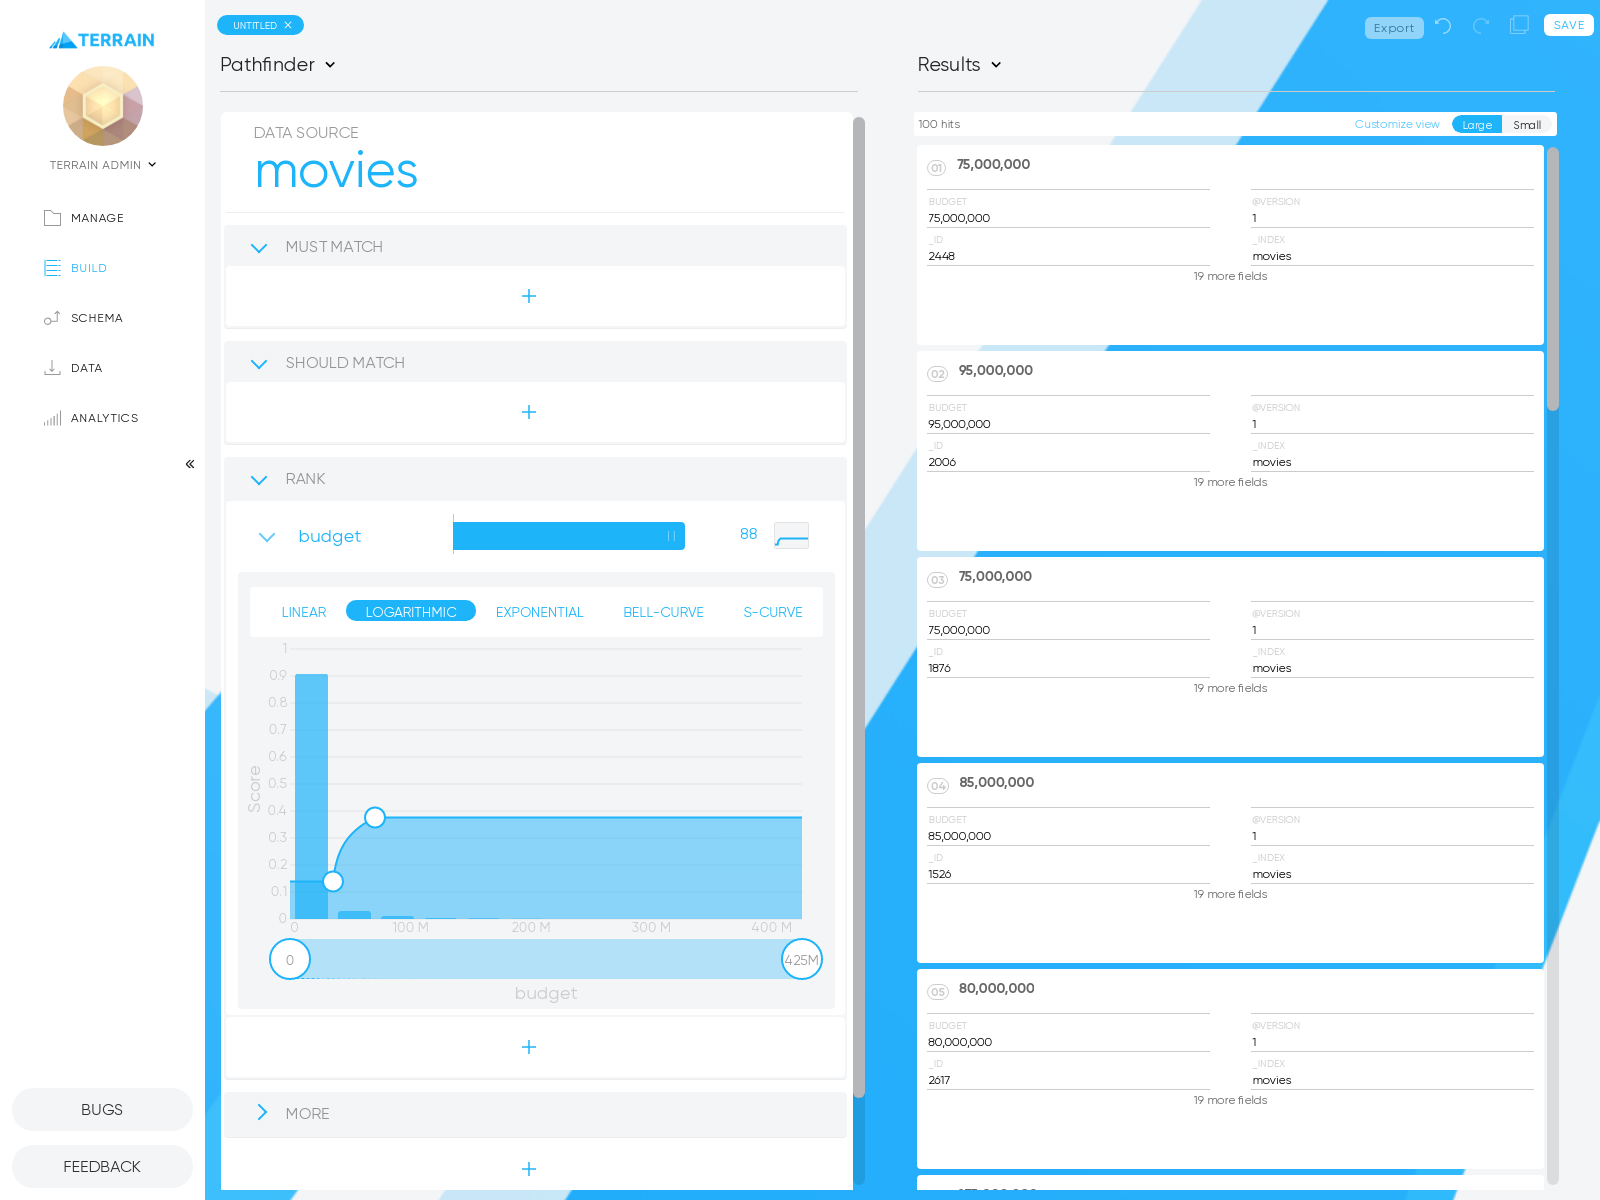 TERRAIN
TERRAIN ADMIN
MANAGE
BUILD
SCHEMA
DATA
ANALYTICS
BUGS
FEEDBACK
UNTITLED
Pathfinder
DATA SOURCE
movies
MUST MATCH
+
SHOULD MATCH
+
RANK
budget
88
LINEAR LOGARITHMIC EXPONENTIAL BELL-CURVE S-CURVE
1
0.9
0.8
0.7
0.6
0.5
0.4
0.3
0.2
0.1
0
Score
0 100 M 200 M 300 M 400 M
0 425M
budget
+
MORE
+
Export SAVE
Results
100 hits Customize view Large Small
01 75,000,000
BUDGET @VERSION
75,000,000 1
_ID _INDEX
2448 movies
19 more fields
02 95,000,000
BUDGET @VERSION
95,000,000 1
_ID _INDEX
2006 movies
19 more fields
03 75,000,000
BUDGET @VERSION
75,000,000 1
_ID _INDEX
1876 movies
19 more fields
04 85,000,000
BUDGET @VERSION
85,000,000 1
_ID _INDEX
1526 movies
19 more fields
05 80,000,000
BUDGET @VERSION
80,000,000 1
_ID _INDEX
2617 movies
19 more fields